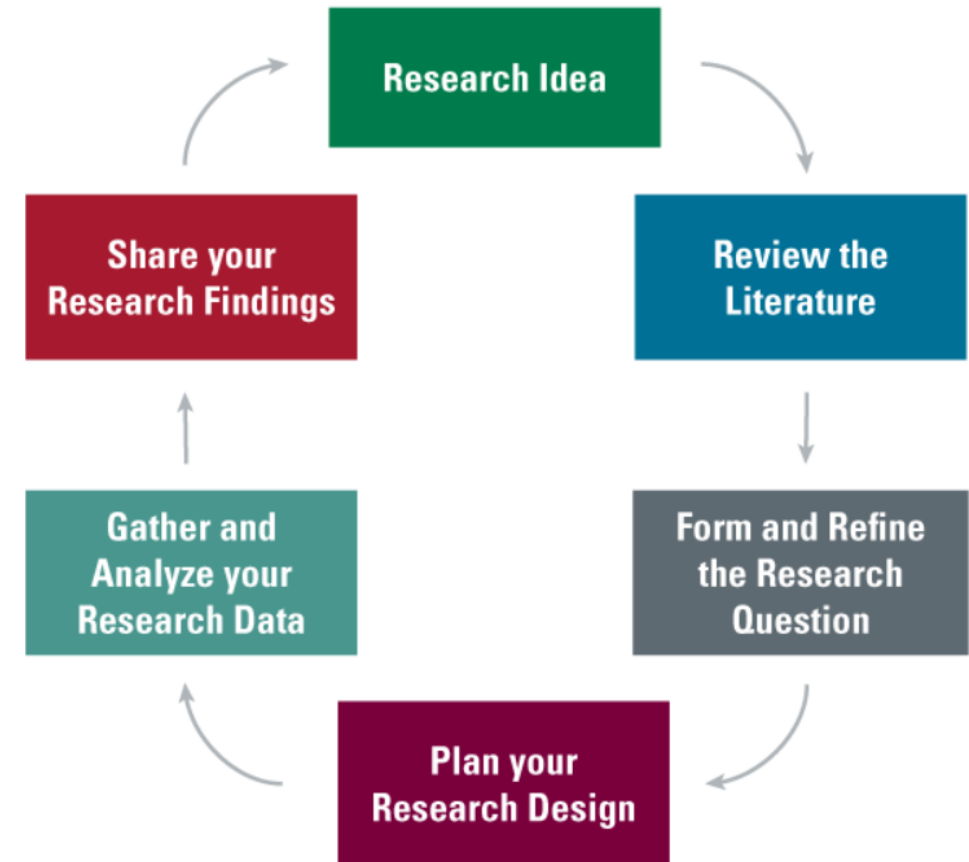 Research Idea
Review the
Literature
Form and Refine
the Research
Question
Plan your
Research Design
Gather and
Analyze your
Research Data
Share your
Research Findings